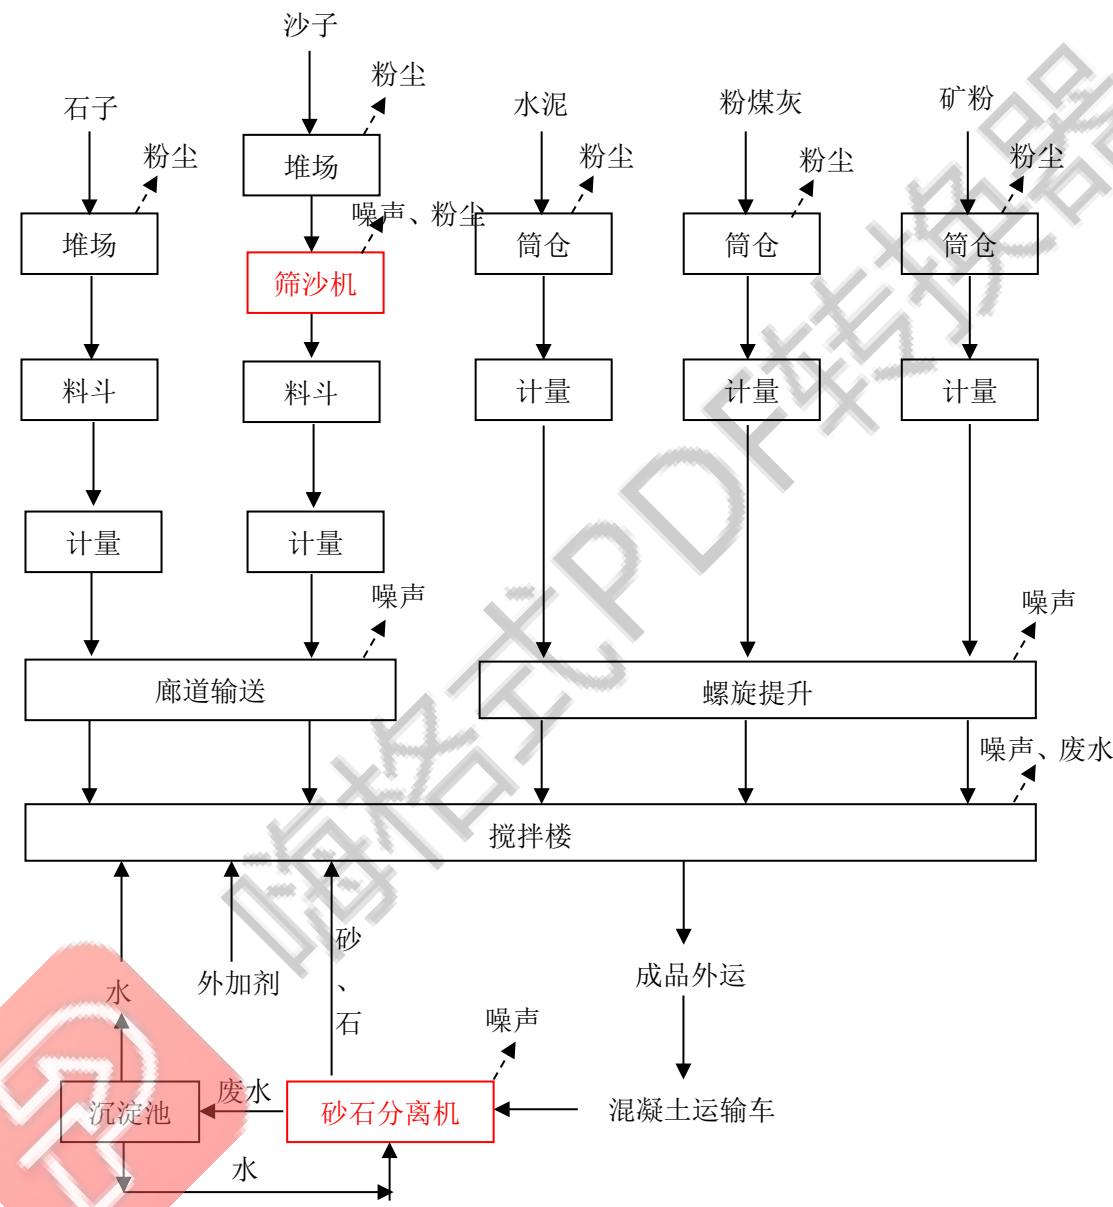 沙子
粉尘
石子
水泥
粉煤灰
矿粉
粉尘
堆场
粉尘
粉尘
粉尘
噪声、粉尘
堆场
筒仓
筒仓
筒仓
筛沙机
料斗
料斗
计量
计量
计量
计量
计量
噪声
噪声
廊道输送
螺旋提升
噪声、废水
搅拌楼
砂、石
水
外加剂
成品外运
噪声
沉淀池
废水
砂石分离机
混凝土运输车
水
嗨格式PDF转换器